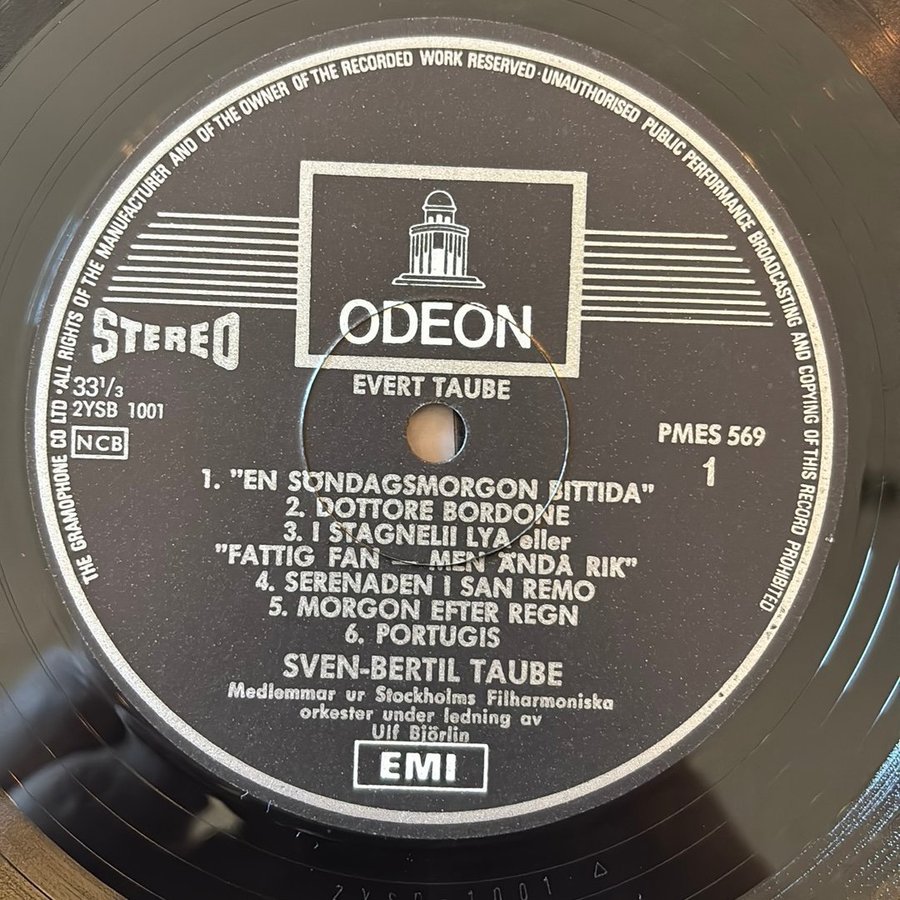 THE GRAMOPHONE CO LTD · ALL RIGHTS OF THE MANUFACTURER AND OF THE OWNER OF THE RECORDED WORK RESERVED · UNAUTHORISED PUBLIC PERFORMANCE BROADCASTING AND COPYING OF THIS RECORD PROHIBITED
ODEON
STEREO
33 1/3
2YSB 1001
NCB
EVERT TAUBE
PMES 569
1
1. "EN SÖNDAGSMORGON BITTIDA"
2. DOTTORE BORDONE
3. I STAGNELII LYA eller
"FATTIG FAN — MEN ÄNDÅ RIK"
4. SERENADEN I SAN REMO
5. MORGON EFTER REGN
6. PORTUGIS
SVEN-BERTIL TAUBE
Medlemmar ur Stockholms Filharmoniska
orkester under ledning av
Ulf Björlin
EMI
2YSB 1001 △